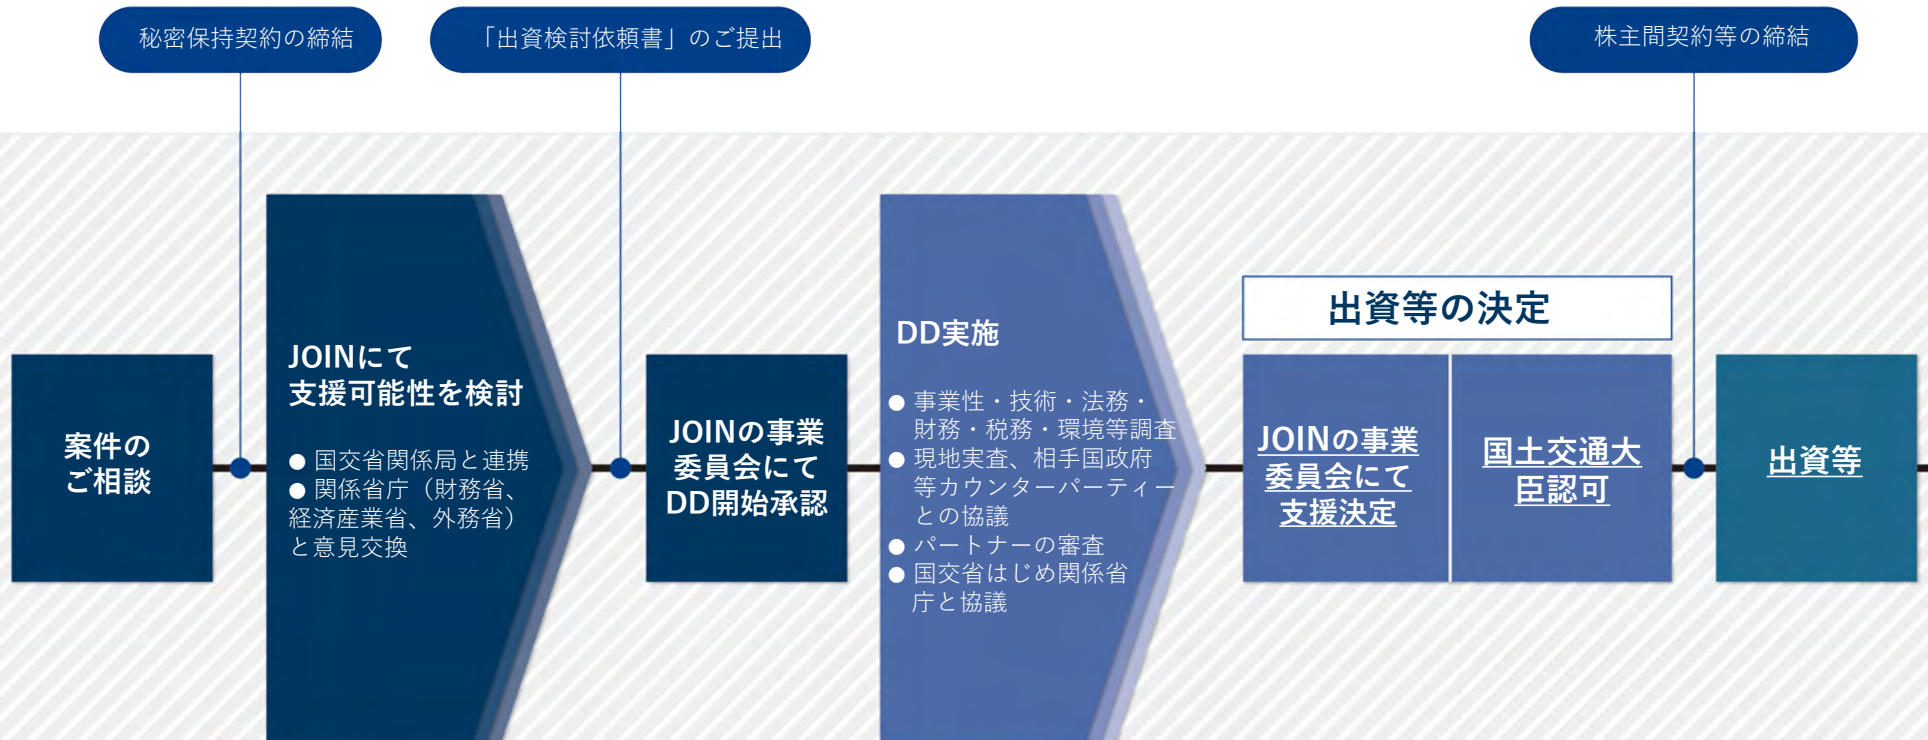 秘密保持契約の締結
「出資検討依頼書」のご提出
株主間契約等の締結
案件の
ご相談
JOINにて
支援可能性を検討
● 国交省関係局と連携
● 関係省庁（財務省、
経済産業省、外務省）
と意見交換
JOINの事業
委員会にて
DD開始承認
DD実施
● 事業性・技術・法務・
財務・税務・環境等調査
● 現地実査、相手国政府
等カウンターパーティー
との協議
● パートナーの審査
● 国交省はじめ関係省
庁と協議
出資等の決定
JOINの事業
委員会にて
支援決定
国土交通大
臣認可
出資等